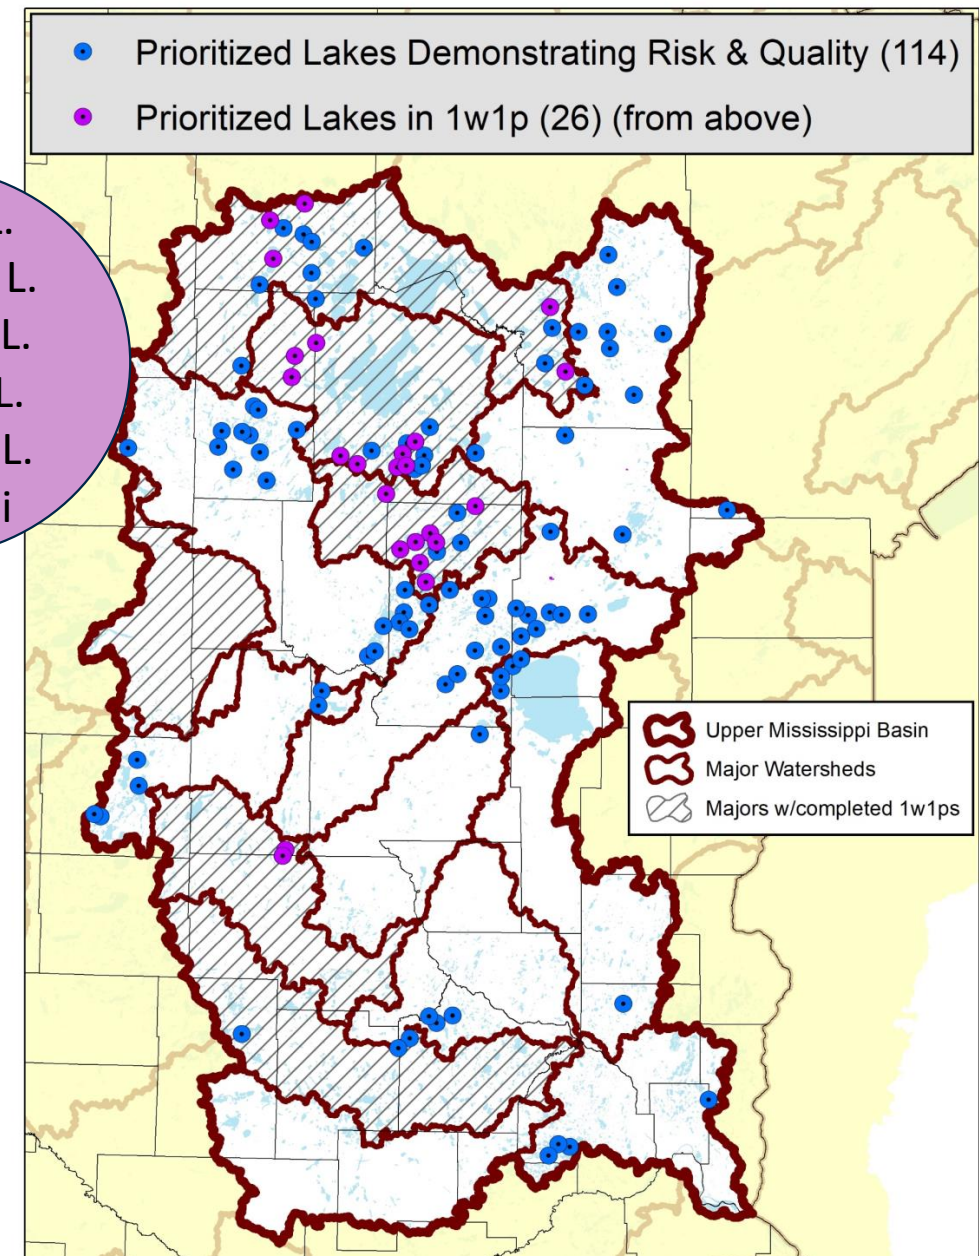 Prioritized Lakes Demonstrating Risk & Quality (114)
Prioritized Lakes in 1w1p (26) (from above)
L.
L.
L.
L.
i
Upper Mississippi Basin
Major Watersheds
Majors w/completed 1w1ps